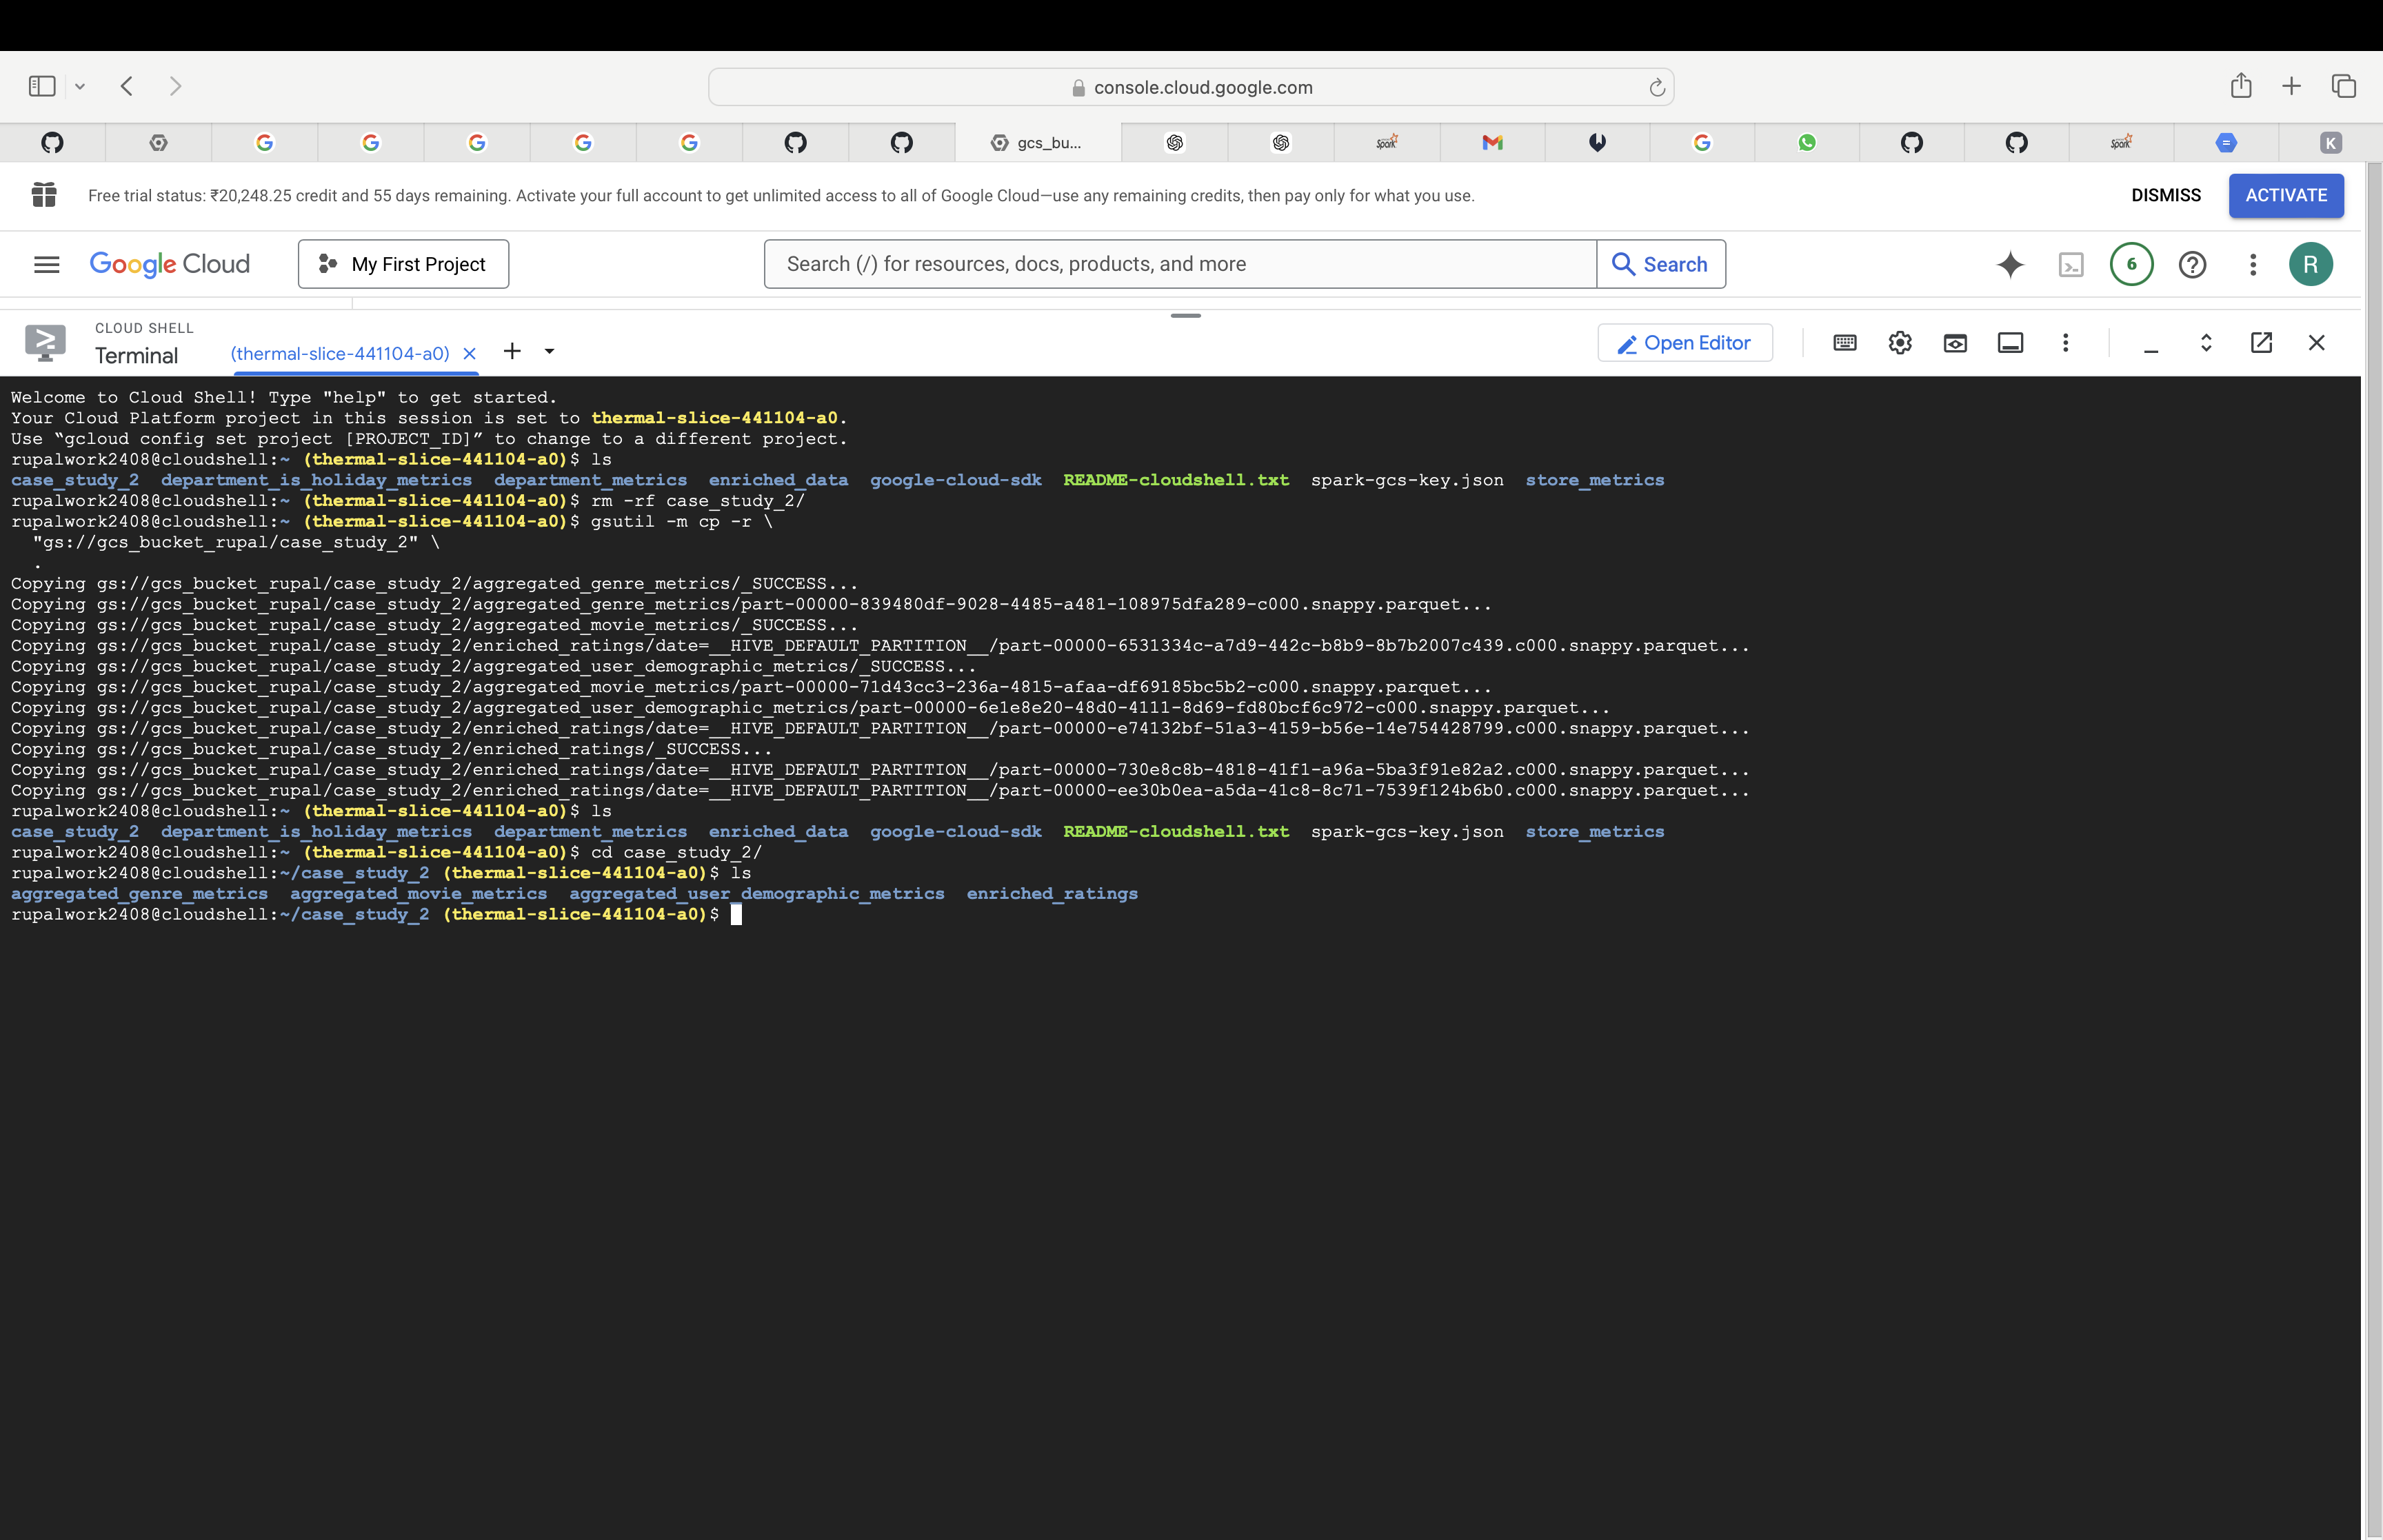 console.cloud.google.com
gcs_bu...
K
Free trial status: ₹20,248.25 credit and 55 days remaining. Activate your full account to get unlimited access to all of Google Cloud—use any remaining credits, then pay only for what you use.
DISMISS
ACTIVATE
Google Cloud
My First Project
Search (/) for resources, docs, products, and more
Search
6
R
CLOUD SHELL
Terminal
(thermal-slice-441104-a0)
Open Editor
Welcome to Cloud Shell! Type "help" to get started.
Your Cloud Platform project in this session is set to thermal-slice-441104-a0.
Use “gcloud config set project [PROJECT_ID]” to change to a different project.
rupalwork2408@cloudshell:~ (thermal-slice-441104-a0)$ ls
case_study_2  department_is_holiday_metrics  department_metrics  enriched_data  google-cloud-sdk  README-cloudshell.txt  spark-gcs-key.json  store_metrics
rupalwork2408@cloudshell:~ (thermal-slice-441104-a0)$ rm -rf case_study_2/
rupalwork2408@cloudshell:~ (thermal-slice-441104-a0)$ gsutil -m cp -r \
  "gs://gcs_bucket_rupal/case_study_2" \
  .
Copying gs://gcs_bucket_rupal/case_study_2/aggregated_genre_metrics/_SUCCESS...
Copying gs://gcs_bucket_rupal/case_study_2/aggregated_genre_metrics/part-00000-839480df-9028-4485-a481-108975dfa289-c000.snappy.parquet...
Copying gs://gcs_bucket_rupal/case_study_2/aggregated_movie_metrics/_SUCCESS...
Copying gs://gcs_bucket_rupal/case_study_2/enriched_ratings/date=__HIVE_DEFAULT_PARTITION__/part-00000-6531334c-a7d9-442c-b8b9-8b7b2007c439.c000.snappy.parquet...
Copying gs://gcs_bucket_rupal/case_study_2/aggregated_user_demographic_metrics/_SUCCESS...
Copying gs://gcs_bucket_rupal/case_study_2/aggregated_movie_metrics/part-00000-71d43cc3-236a-4815-afaa-df69185bc5b2-c000.snappy.parquet...
Copying gs://gcs_bucket_rupal/case_study_2/aggregated_user_demographic_metrics/part-00000-6e1e8e20-48d0-4111-8d69-fd80bcf6c972-c000.snappy.parquet...
Copying gs://gcs_bucket_rupal/case_study_2/enriched_ratings/date=__HIVE_DEFAULT_PARTITION__/part-00000-e74132bf-51a3-4159-b56e-14e754428799.c000.snappy.parquet...
Copying gs://gcs_bucket_rupal/case_study_2/enriched_ratings/_SUCCESS...
Copying gs://gcs_bucket_rupal/case_study_2/enriched_ratings/date=__HIVE_DEFAULT_PARTITION__/part-00000-730e8c8b-4818-41f1-a96a-5ba3f91e82a2.c000.snappy.parquet...
Copying gs://gcs_bucket_rupal/case_study_2/enriched_ratings/date=__HIVE_DEFAULT_PARTITION__/part-00000-ee30b0ea-a5da-41c8-8c71-7539f124b6b0.c000.snappy.parquet...
rupalwork2408@cloudshell:~ (thermal-slice-441104-a0)$ ls
case_study_2  department_is_holiday_metrics  department_metrics  enriched_data  google-cloud-sdk  README-cloudshell.txt  spark-gcs-key.json  store_metrics
rupalwork2408@cloudshell:~ (thermal-slice-441104-a0)$ cd case_study_2/
rupalwork2408@cloudshell:~/case_study_2 (thermal-slice-441104-a0)$ ls
aggregated_genre_metrics  aggregated_movie_metrics  aggregated_user_demographic_metrics  enriched_ratings
rupalwork2408@cloudshell:~/case_study_2 (thermal-slice-441104-a0)$